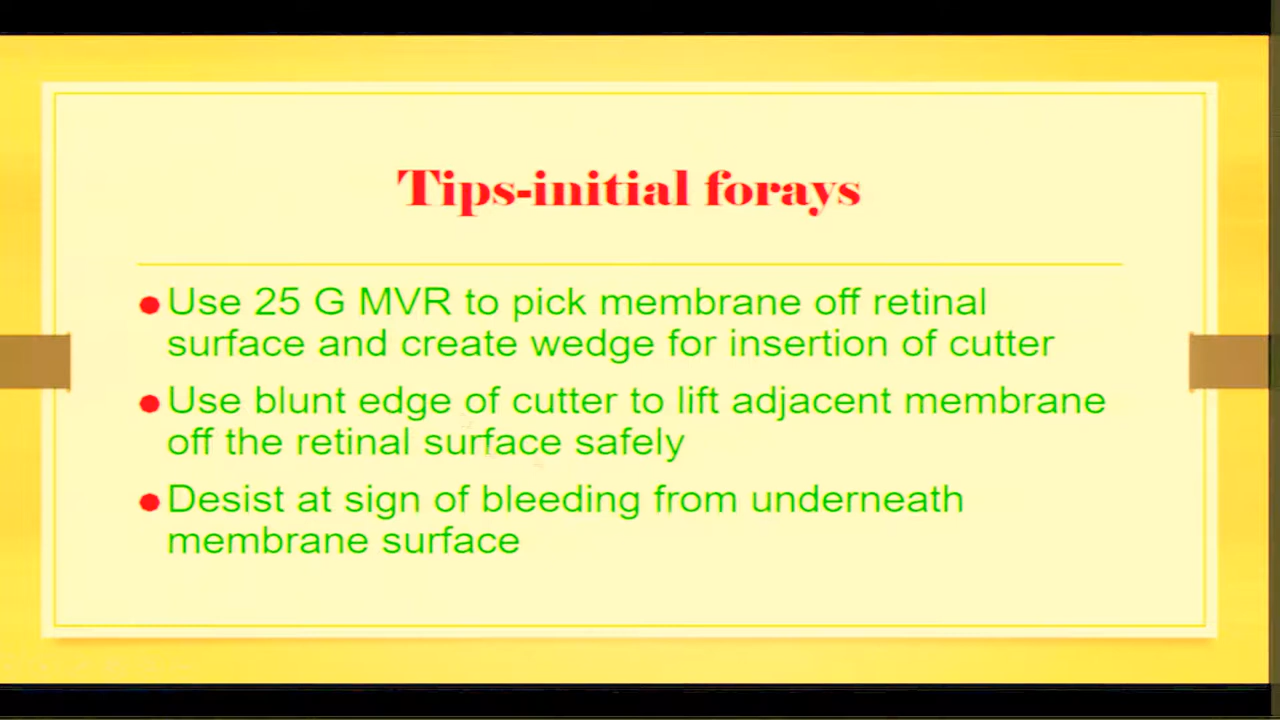 Tips-initial forays
● Use 25 G MVR to pick membrane off retinal
surface and create wedge for insertion of cutter
● Use blunt edge of cutter to lift adjacent membrane
off the retinal surface safely
● Desist at sign of bleeding from underneath
membrane surface